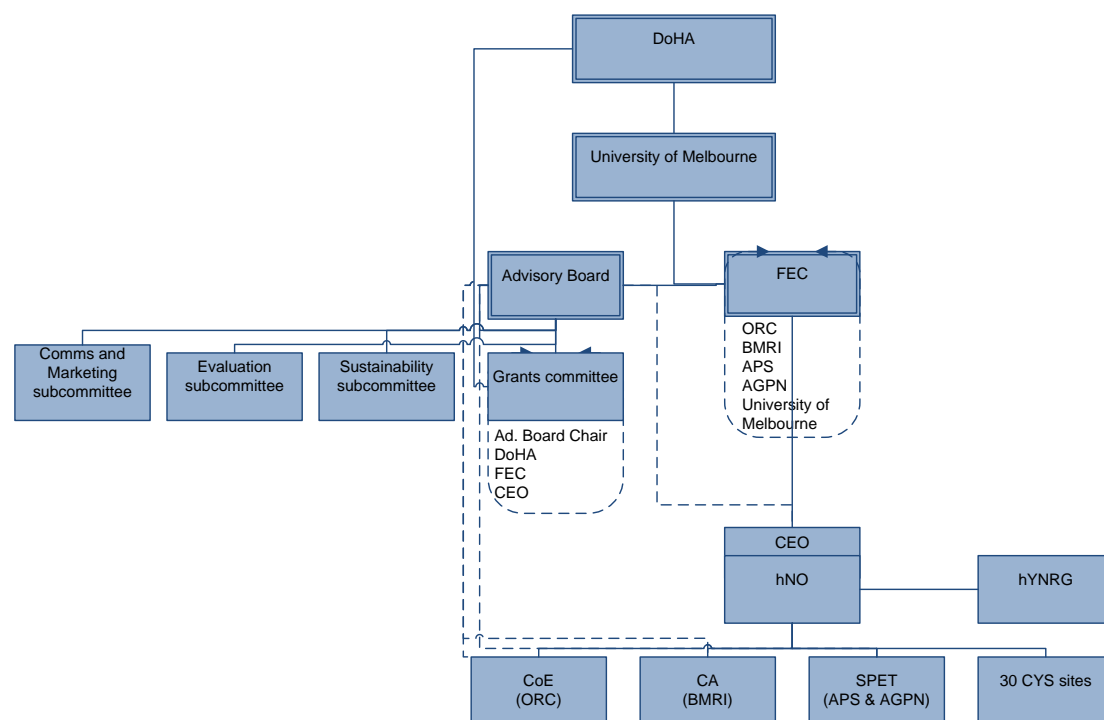 DoHA
University of Melbourne
Advisory Board
FEC
ORC
BMRI
APS
AGPN
University of
Melbourne
Comms and
Marketing
subcommittee
Evaluation
subcommittee
Sustainability
subcommittee
Grants committee
Ad. Board Chair
DoHA
FEC
CEO
CEO
hNO
hYNRG
CoE
(ORC)
CA
(BMRI)
SPET
(APS & AGPN)
30 CYS sites